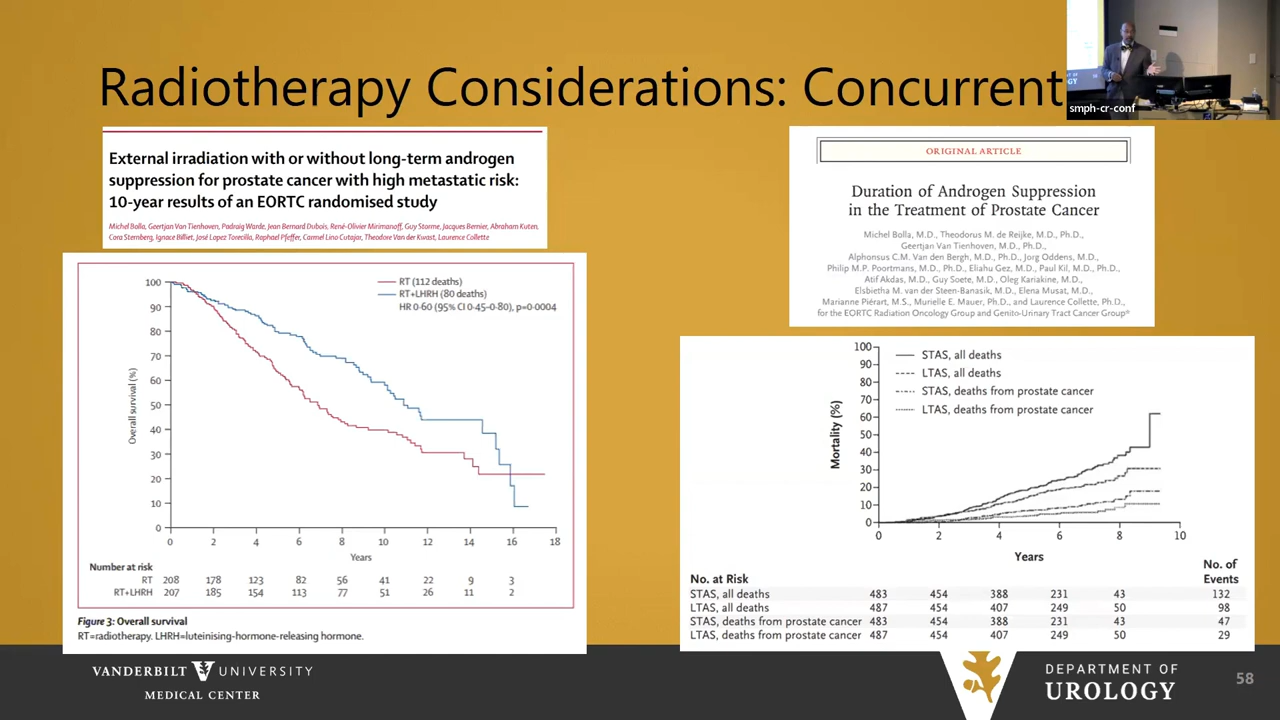 Radiotherapy Considerations: Concurrent
smph-cr-conf
External irradiation with or without long-term androgen
suppression for prostate cancer with high metastatic risk:
10-year results of an EORTC randomised study
Michel Bolla, Geertjan Van Tienhoven, Padraig Warde, Jean Bernard Dubois, René-Olivier Mirimanoff, Guy Storme, Jacques Bernier, Abraham Kuten,
Cora Sternberg, Ignace Billiet, José Lopez Torecilla, Raphael Pfeffer, Carmel Lino Cutajar, Theodore Van der Kwast, Laurence Collette
100
90
80
70
60
50
40
30
20
10
0
Overall survival (%)
RT (112 deaths)
RT+LHRH (80 deaths)
HR 0·60 (95% CI 0·45–0·80), p=0·0004
0 2 4 6 8 10 12 14 16 18
Years
Number at risk
RT 208 178 123 82 56 41 22 9 3
RT+LHRH 207 185 154 113 77 51 26 11 2
Figure 3: Overall survival
RT=radiotherapy. LHRH=luteinising-hormone-releasing hormone.
ORIGINAL ARTICLE
Duration of Androgen Suppression
in the Treatment of Prostate Cancer
Michel Bolla, M.D., Theodorus M. de Reijke, M.D., Ph.D.,
Geertjan Van Tienhoven, M.D., Ph.D.,
Alphonsus C.M. Van den Bergh, M.D., Ph.D., Jorg Oddens, M.D.,
Philip M.P. Poortmans, M.D., Ph.D., Eliahu Gez, M.D., Paul Kil, M.D., Ph.D.,
Atif Akdas, M.D., Guy Soete, M.D., Oleg Kariakine, M.D.,
Elsbietha M. van der Steen-Banasik, M.D., Elena Musat, M.D.,
Marianne Piérart, M.S., Murielle E. Mauer, Ph.D., and Laurence Collette, Ph.D.,
for the EORTC Radiation Oncology Group and Genito-Urinary Tract Cancer Group*
100
90
80
70
60
50
40
30
20
10
0
Mortality (%)
STAS, all deaths
LTAS, all deaths
STAS, deaths from prostate cancer
LTAS, deaths from prostate cancer
0 2 4 6 8 10
Years
No. at Risk No. of Events
STAS, all deaths 483 454 388 231 43 132
LTAS, all deaths 487 454 407 249 50 98
STAS, deaths from prostate cancer 483 454 388 231 43 47
LTAS, deaths from prostate cancer 487 454 407 249 50 29
VANDERBILT UNIVERSITY
MEDICAL CENTER
DEPARTMENT OF
UROLOGY
58